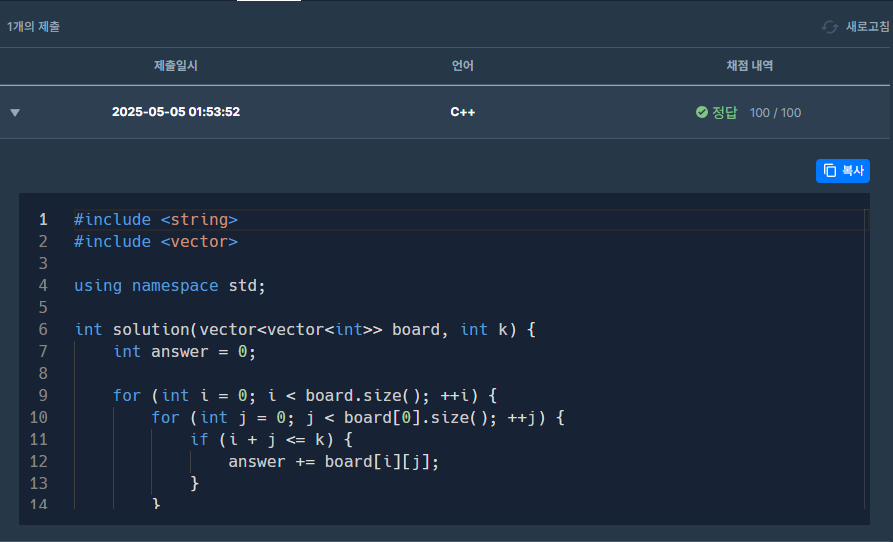 1개의 제출
새로고침
제출일시 언어 채점 내역
2025-05-05 01:53:52 C++ 정답 100 / 100
복사
1 #include <string>
2 #include <vector>
3
4 using namespace std;
5
6 int solution(vector<vector<int>> board, int k) {
7     int answer = 0;
8
9     for (int i = 0; i < board.size(); ++i) {
10         for (int j = 0; j < board[0].size(); ++j) {
11             if (i + j <= k) {
12                 answer += board[i][j];
13             }
14         }